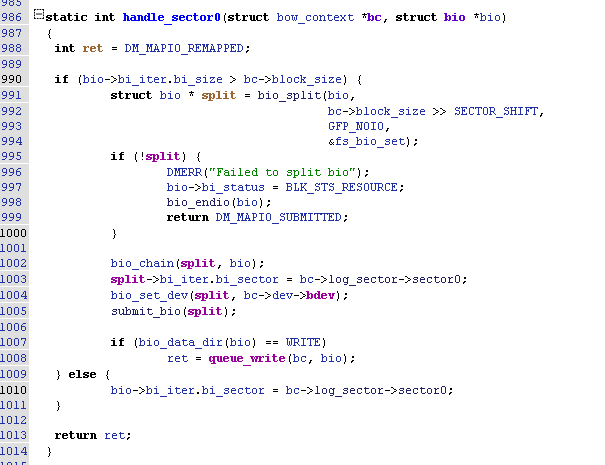 985
986 static int handle_sector0(struct bow_context *bc, struct bio *bio)
987 {
988 int ret = DM_MAPIO_REMAPPED;
989
990 if (bio->bi_iter.bi_size > bc->block_size) {
991 struct bio * split = bio_split(bio,
992 bc->block_size >> SECTOR_SHIFT,
993 GFP_NOIO,
994 &fs_bio_set);
995 if (!split) {
996 DMERR("Failed to split bio");
997 bio->bi_status = BLK_STS_RESOURCE;
998 bio_endio(bio);
999 return DM_MAPIO_SUBMITTED;
1000 }
1001
1002 bio_chain(split, bio);
1003 split->bi_iter.bi_sector = bc->log_sector->sector0;
1004 bio_set_dev(split, bc->dev->bdev);
1005 submit_bio(split);
1006
1007 if (bio_data_dir(bio) == WRITE)
1008 ret = queue_write(bc, bio);
1009 } else {
1010 bio->bi_iter.bi_sector = bc->log_sector->sector0;
1011 }
1012
1013 return ret;
1014 }